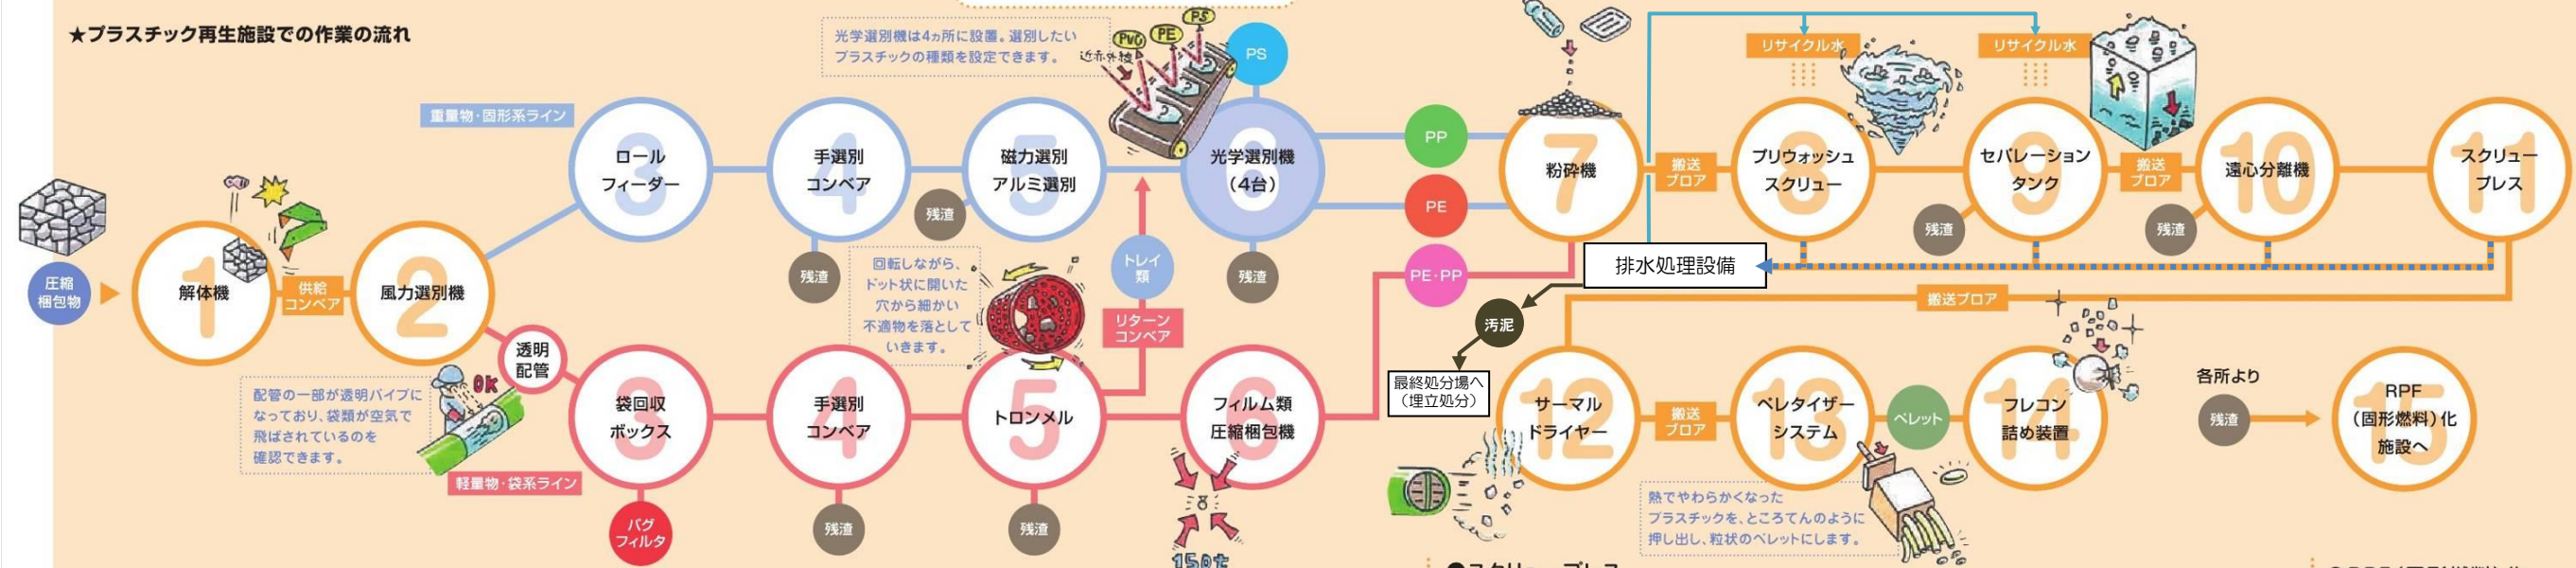 ★プラスチック再生施設での作業の流れ
光学選別機は4ヵ所に設置。選別したい
プラスチックの種類を設定できます。
近赤外線
PVC
PE
PS
PS
重量物・固形系ライン
3
ロール
フィーダー
4
手選別
コンベア
残渣
5
磁力選別
アルミ選別
残渣
6
光学選別機
(4台)
残渣
PP
PE
PE・PP
圧縮
梱包物
1
解体機
供給
コンベア
2
風力選別機
透明
配管
配管の一部が透明パイプに
なっており、袋類が空気で
飛ばされているのを
確認できます。
OK
軽量物・袋系ライン
3
袋回収
ボックス
バグ
フィルタ
4
手選別
コンベア
残渣
回転しながら、
ドット状に開いた
穴から細かい
不適物を落として
いきます。
5
トロンメル
残渣
トレイ
類
リターン
コンベア
6
フィルム類
圧縮梱包機
7
粉砕機
搬送
ブロア
リサイクル水
8
プリウォッシュ
スクリュー
リサイクル水
9
セパレーション
タンク
残渣
搬送
ブロア
10
遠心分離機
残渣
11
スクリュー
プレス
排水処理設備
汚泥
最終処分場へ
(埋立処分)
搬送ブロア
12
サーマル
ドライヤー
搬送
ブロア
13
ペレタイザー
システム
熱でやわらかくなった
プラスチックを、ところてんのように
押し出し、粒状のペレットにします。
ペレット
14
フレコン
詰め装置
各所より
残渣
15
RPF
(固形燃料)化
施設へ